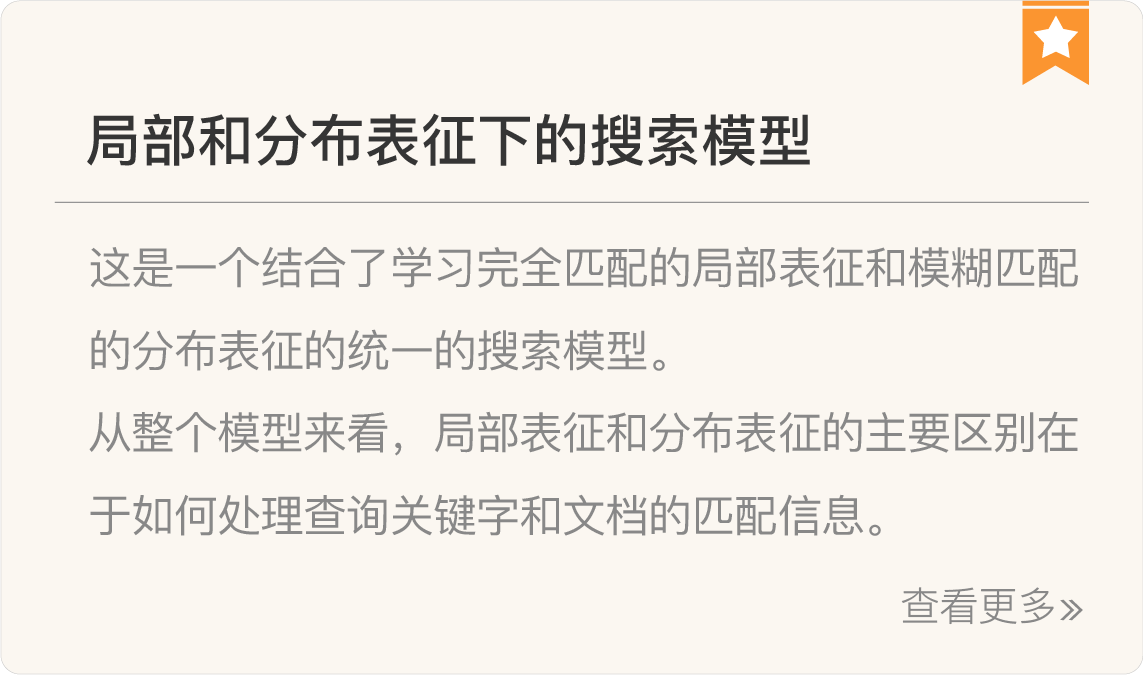 局部和分布表征下的搜索模型
这是一个结合了学习完全匹配的局部表征和模糊匹配
的分布表征的统一的搜索模型。
从整个模型来看，局部表征和分布表征的主要区别在
于如何处理查询关键字和文档的匹配信息。
查看更多»